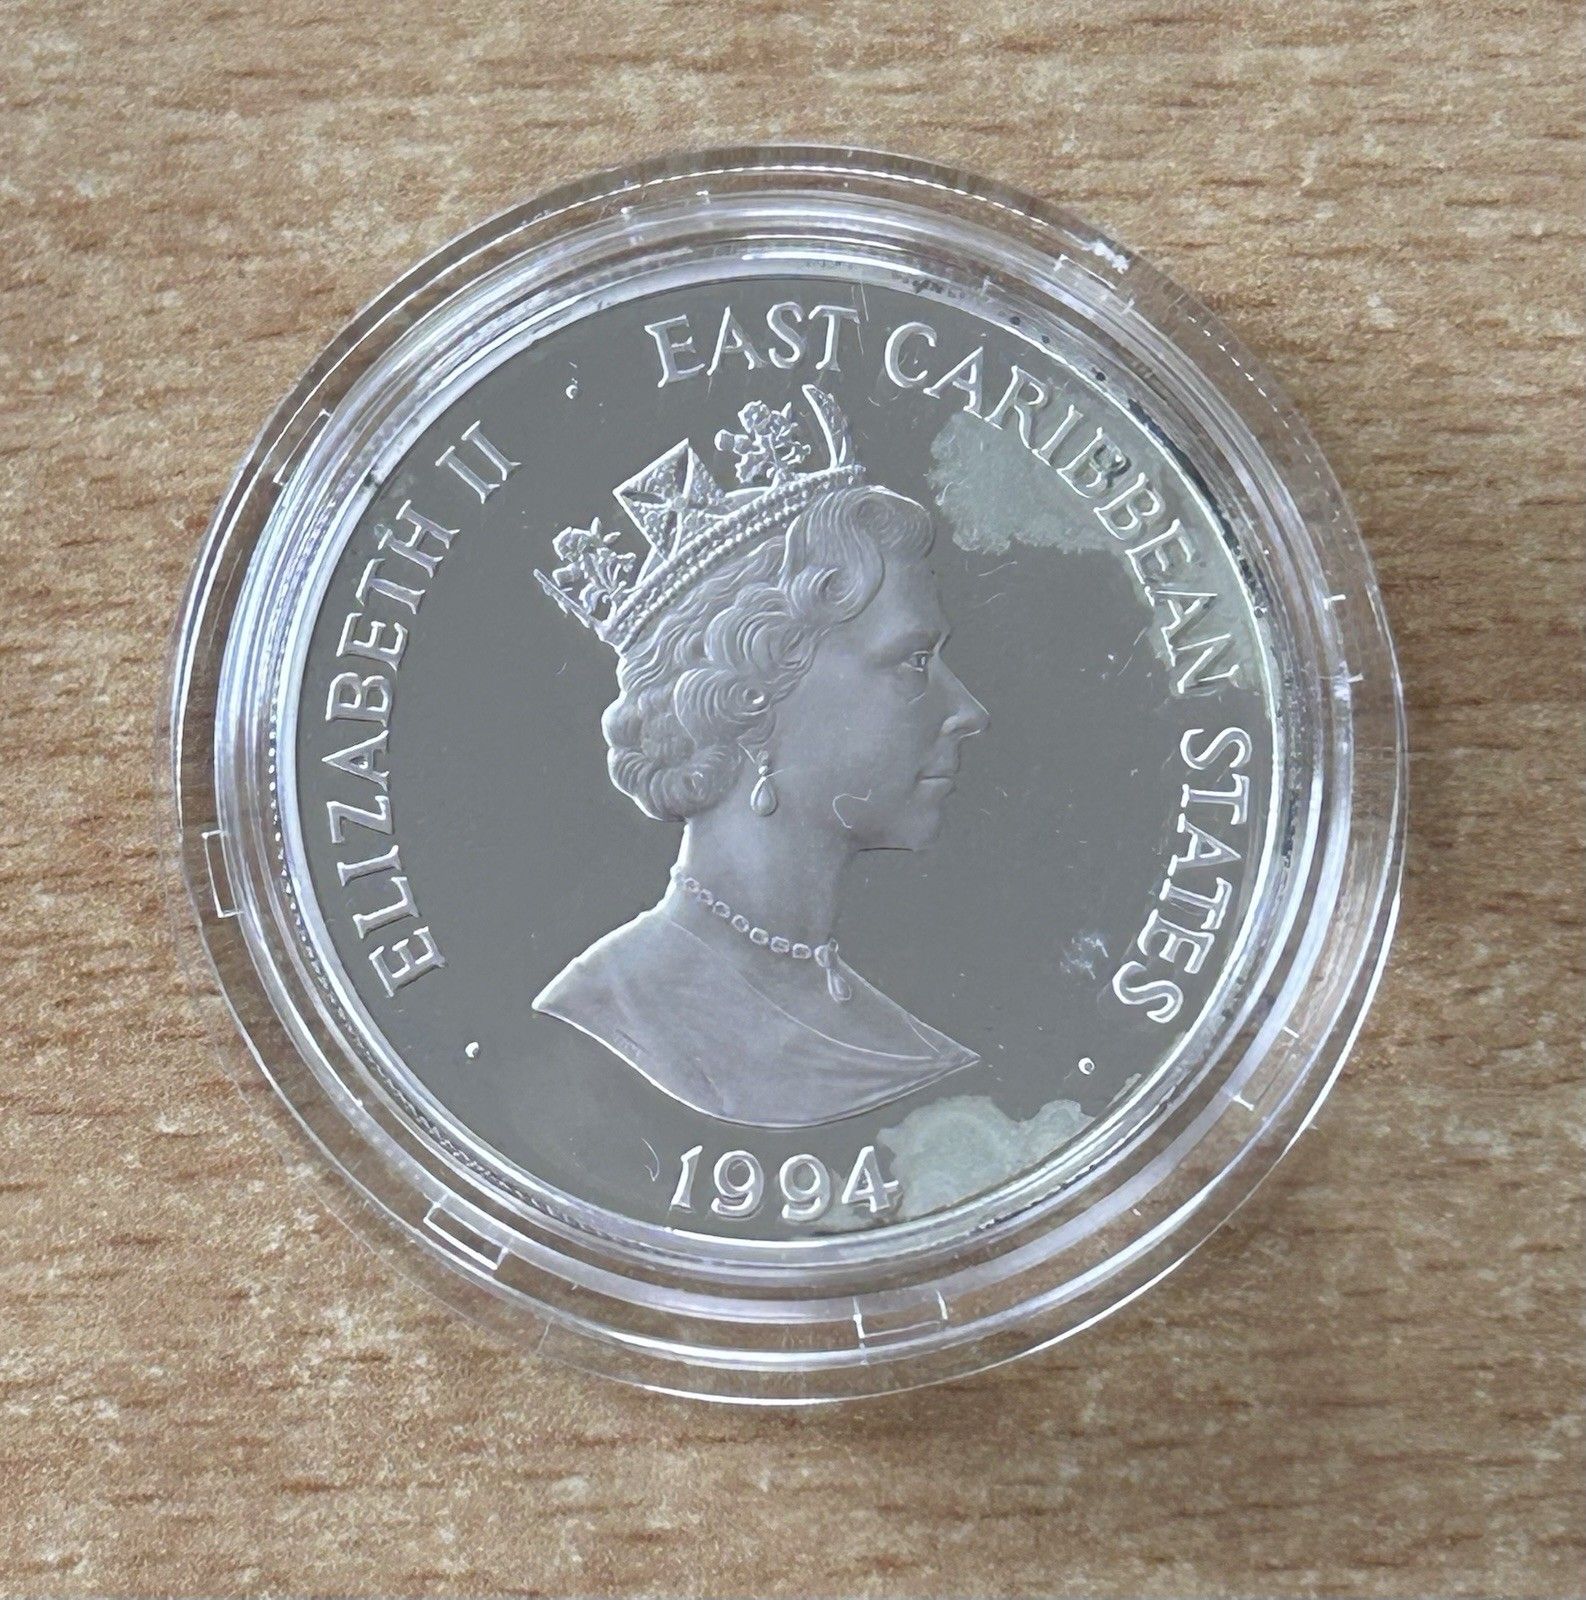 ELIZABETH II · EAST CARIBBEAN STATES ·
1994 ·